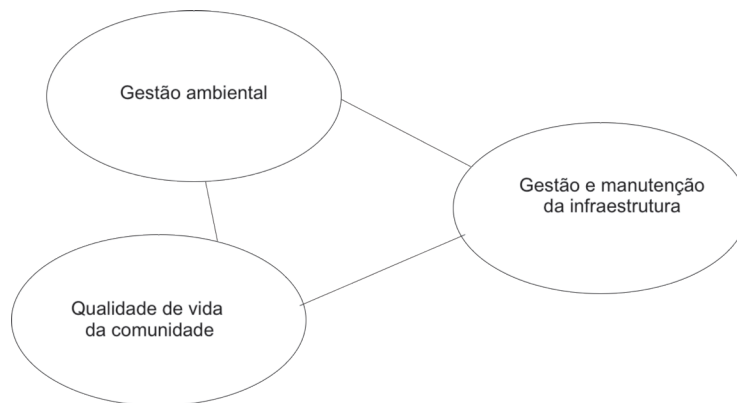 Gestão ambiental
Gestão e manutenção
da infraestrutura
Qualidade de vida
da comunidade